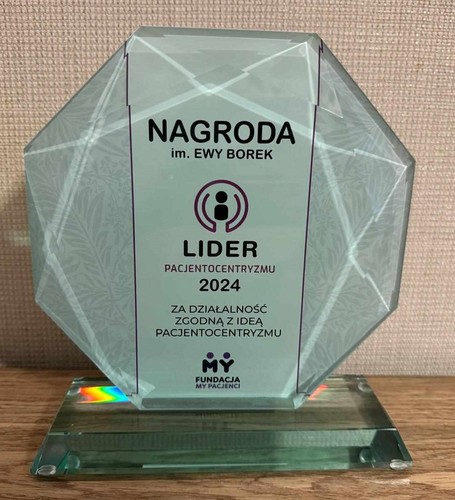 NAGRODA
im. EWY BOREK
LIDER
PACJENTOCENTRYZMU
2024
ZA DZIAŁALNOŚĆ
ZGODNĄ Z IDEĄ
PACJENTOCENTRYZMU
MY
FUNDACJA
MY PACJENCI